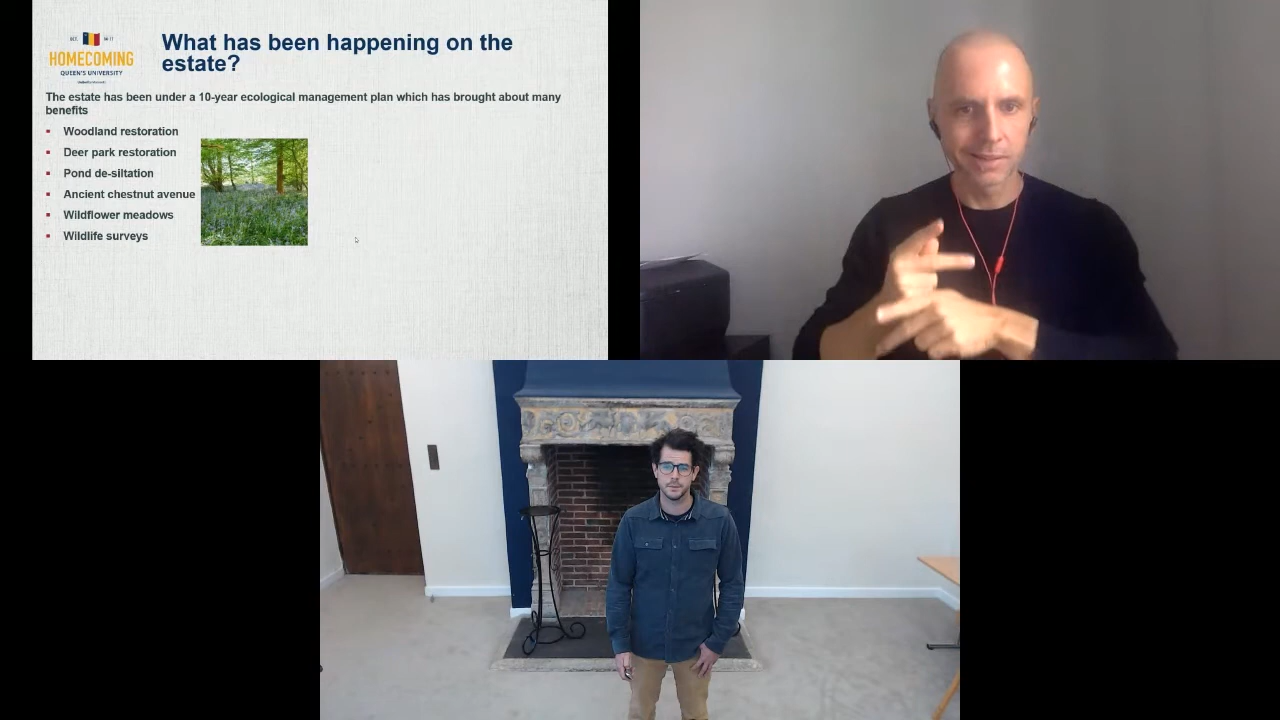 HOMECOMING
QUEEN'S UNIVERSITY
What has been happening on the
estate?
The estate has been under a 10-year ecological management plan which has brought about many
benefits
Woodland restoration
Deer park restoration
Pond de-siltation
Ancient chestnut avenue
Wildflower meadows
Wildlife surveys